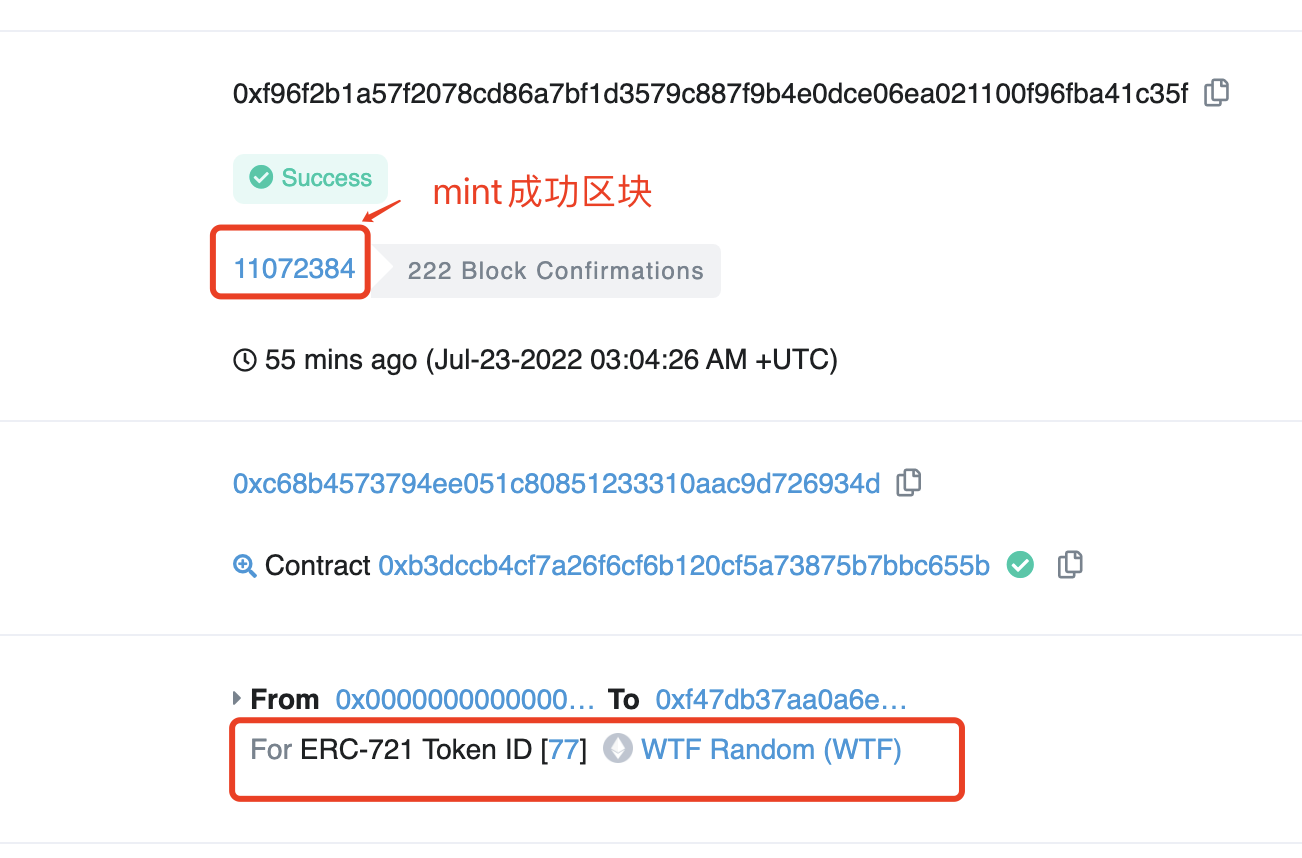 0xf96f2b1a57f2078cd86a7bf1d3579c887f9b4e0dce06ea021100f96fba41c35f
Success
mint成功区块
11072384
222 Block Confirmations
55 mins ago (Jul-23-2022 03:04:26 AM +UTC)
0xc68b4573794ee051c80851233310aac9d726934d
Contract 0xb3dccb4cf7a26f6cf6b120cf5a73875b7bbc655b
From 0x0000000000000... To 0xf47db37aa0a6e...
For ERC-721 Token ID [77] WTF Random (WTF)